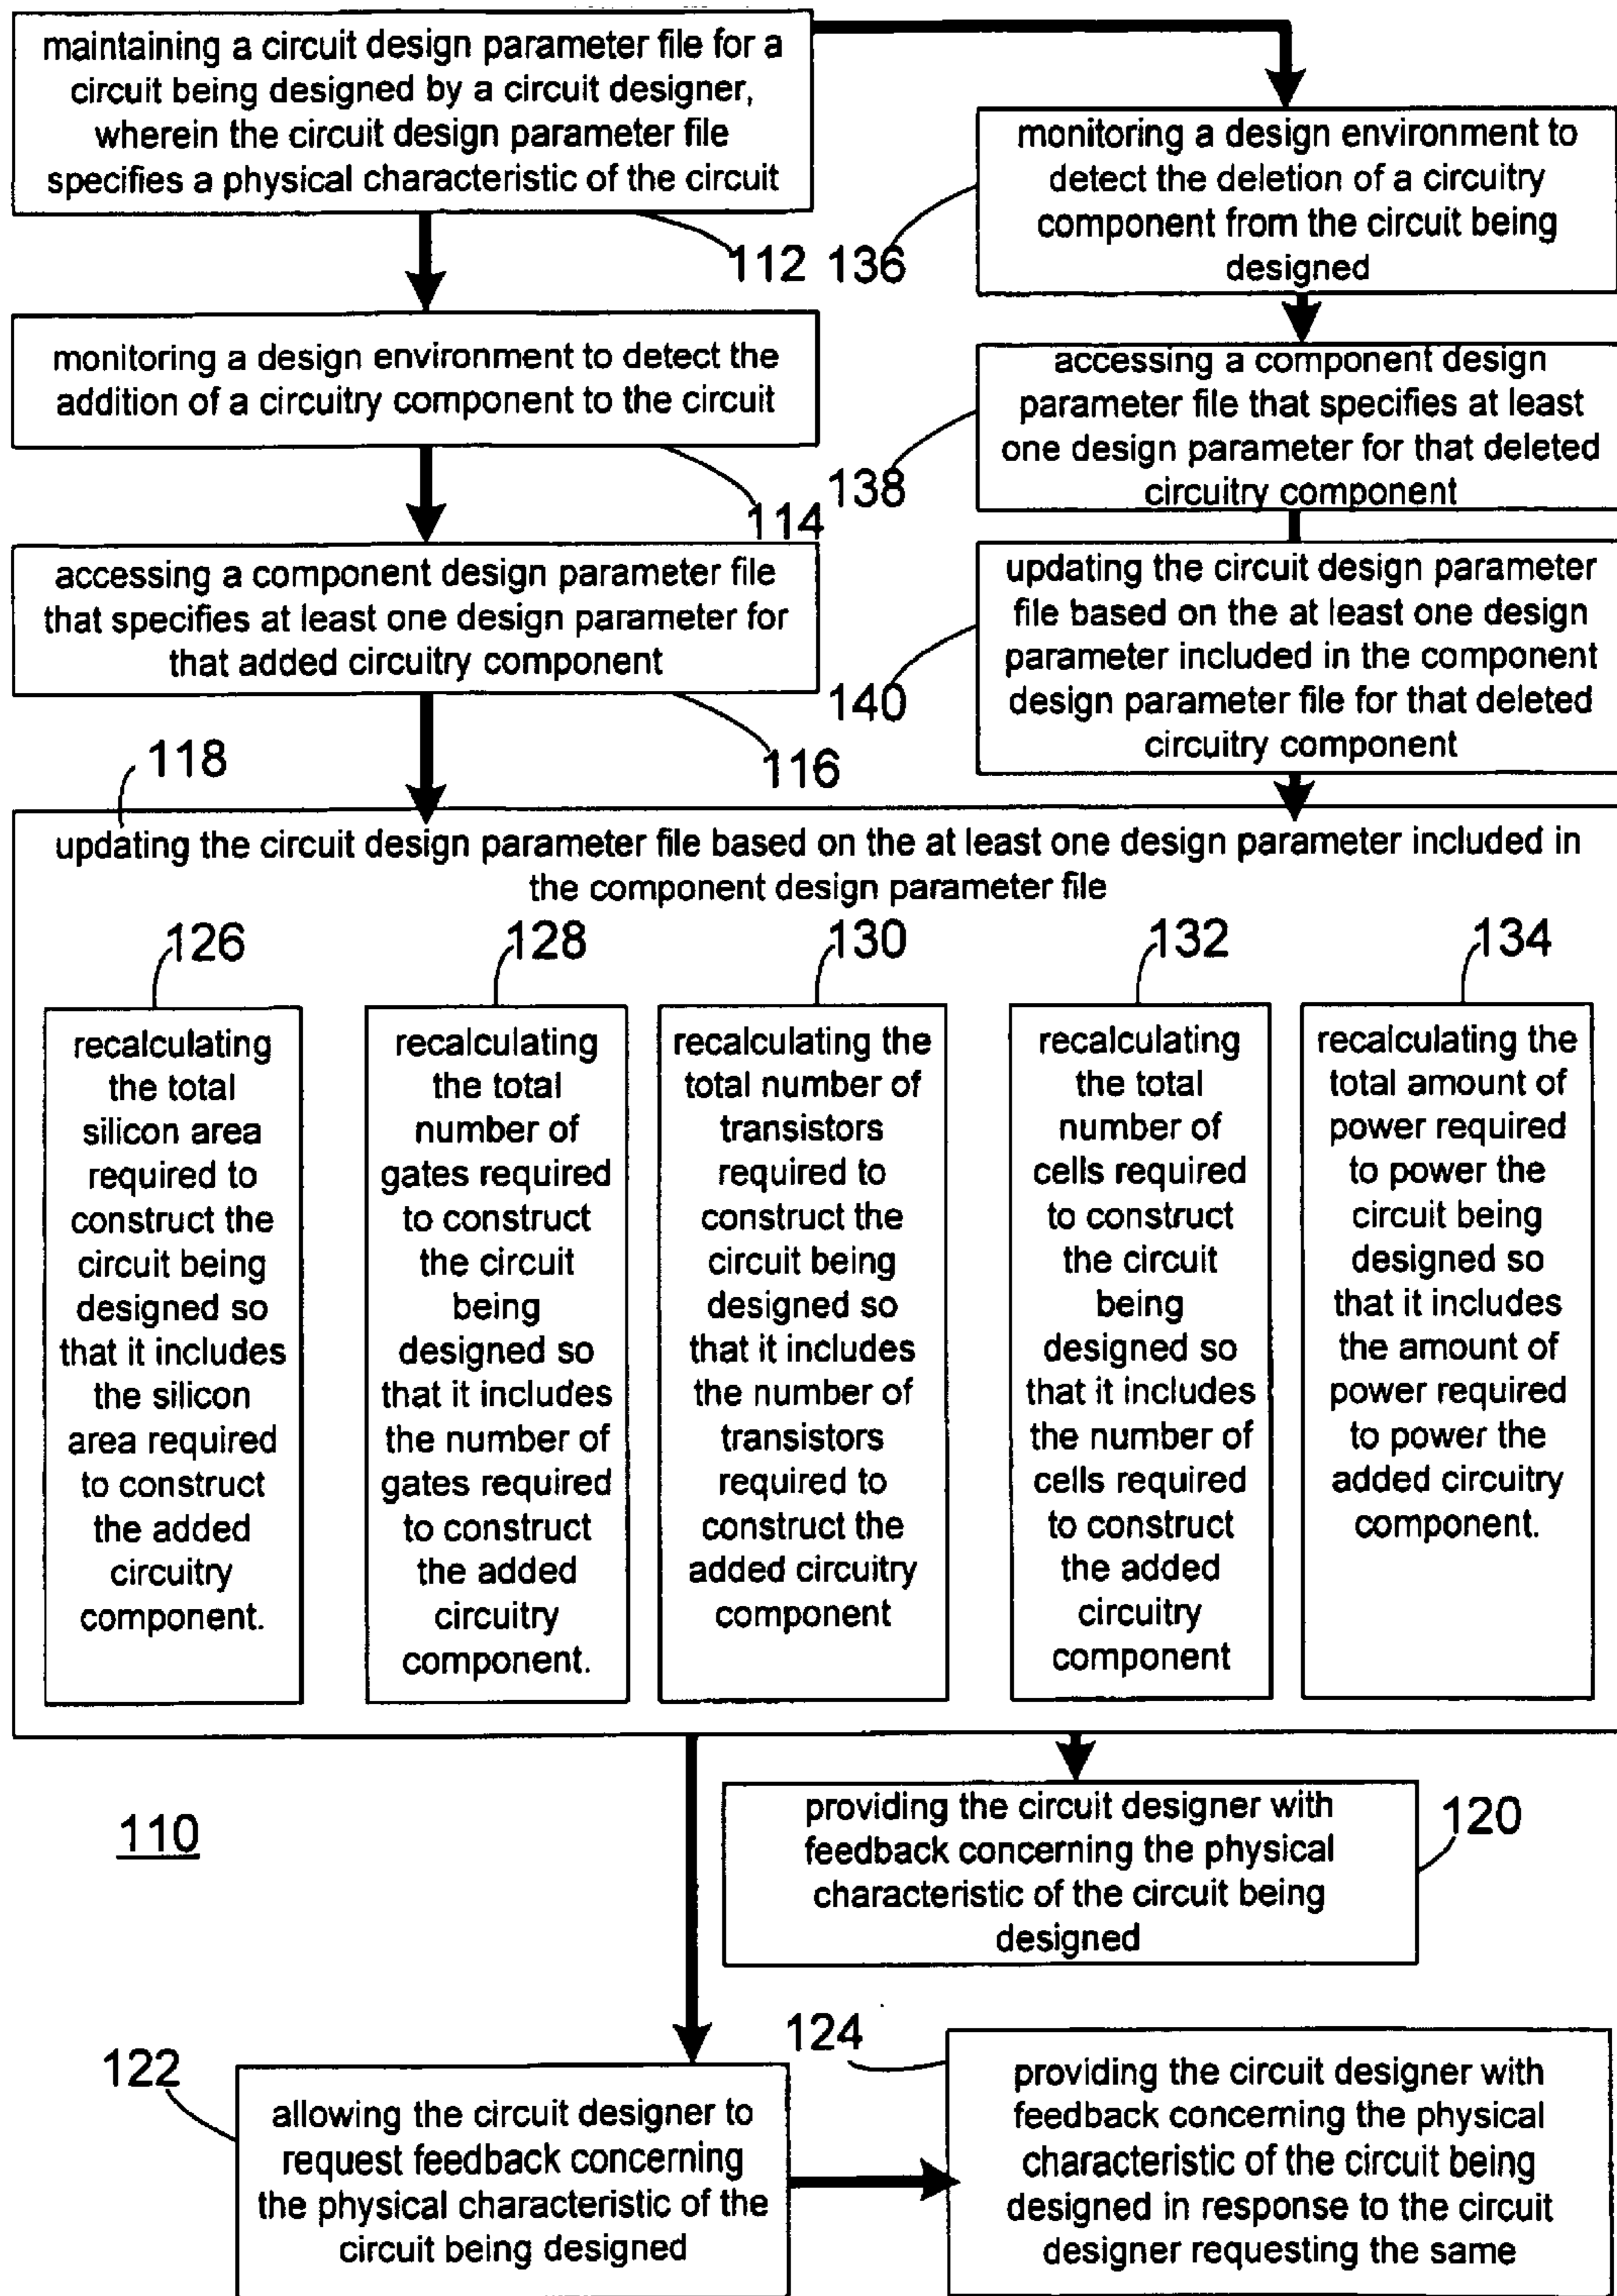 maintaining a circuit design parameter file for a
circuit being designed by a circuit designer,
wherein the circuit design parameter file
specifies a physical characteristic of the circuit
112
monitoring a design environment to
detect the deletion of a circuitry
component from the circuit being
designed
136
monitoring a design environment to detect the
addition of a circuitry component to the circuit
114
accessing a component design
parameter file that specifies at least
one design parameter for that deleted
circuitry component
138
accessing a component design parameter file
that specifies at least one design parameter for
that added circuitry component
116
updating the circuit design parameter
file based on the at least one design
parameter included in the component
design parameter file for that deleted
circuitry component
140
118
updating the circuit design parameter file based on the at least one design parameter included in
the component design parameter file
126
recalculating
the total
silicon area
required to
construct the
circuit being
designed so
that it includes
the silicon
area required
to construct
the added
circuitry
component.
128
recalculating
the total
number of
gates required
to construct
the circuit
being
designed so
that it includes
the number of
gates required
to construct
the added
circuitry
component.
130
recalculating the
total number of
transistors
required to
construct the
circuit being
designed so
that it includes
the number of
transistors
required to
construct the
added circuitry
component
132
recalculating
the total
number of
cells required
to construct
the circuit
being
designed so
that it includes
the number of
cells required
to construct
the added
circuitry
component
134
recalculating the
total amount of
power required
to power the
circuit being
designed so
that it includes
the amount of
power required
to power the
added circuitry
component.
110
providing the circuit designer with
feedback concerning the physical
characteristic of the circuit being
designed
120
122
allowing the circuit designer to
request feedback concerning
the physical characteristic of the
circuit being designed
124
providing the circuit designer with
feedback concerning the physical
characteristic of the circuit being
designed in response to the circuit
designer requesting the same